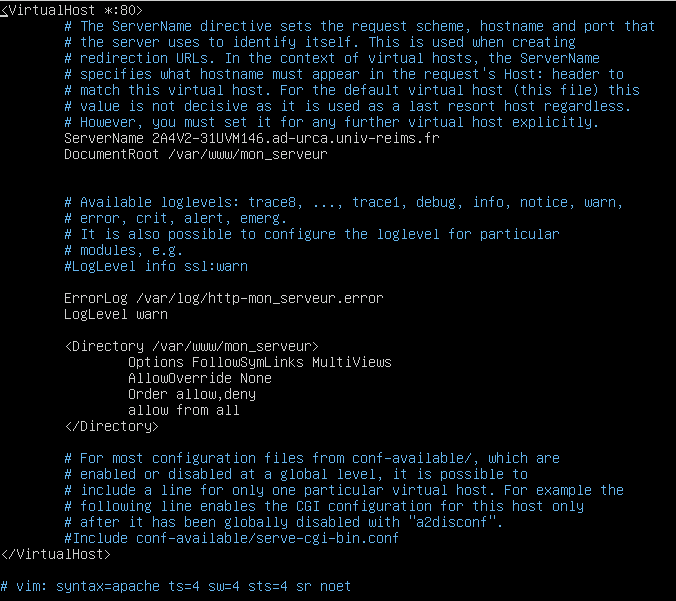 <VirtualHost *:80>
# The ServerName directive sets the request scheme, hostname and port that
# the server uses to identify itself. This is used when creating
# redirection URLs. In the context of virtual hosts, the ServerName
# specifies what hostname must appear in the request's Host: header to
# match this virtual host. For the default virtual host (this file) this
# value is not decisive as it is used as a last resort host regardless.
# However, you must set it for any further virtual host explicitly.
ServerName 2A4V2-31UVM146.ad-urca.univ-reims.fr
DocumentRoot /var/www/mon_serveur
# Available loglevels: trace8, ..., trace1, debug, info, notice, warn,
# error, crit, alert, emerg.
# It is also possible to configure the loglevel for particular
# modules, e.g.
#LogLevel info ssl:warn
ErrorLog /var/log/http-mon_serveur.error
LogLevel warn
<Directory /var/www/mon_serveur>
Options FollowSymLinks MultiViews
AllowOverride None
Order allow,deny
allow from all
</Directory>
# For most configuration files from conf-available/, which are
# enabled or disabled at a global level, it is possible to
# include a line for only one particular virtual host. For example the
# following line enables the CGI configuration for this host only
# after it has been globally disabled with "a2disconf".
#Include conf-available/serve-cgi-bin.conf
</VirtualHost>
# vim: syntax=apache ts=4 sw=4 sts=4 sr noet